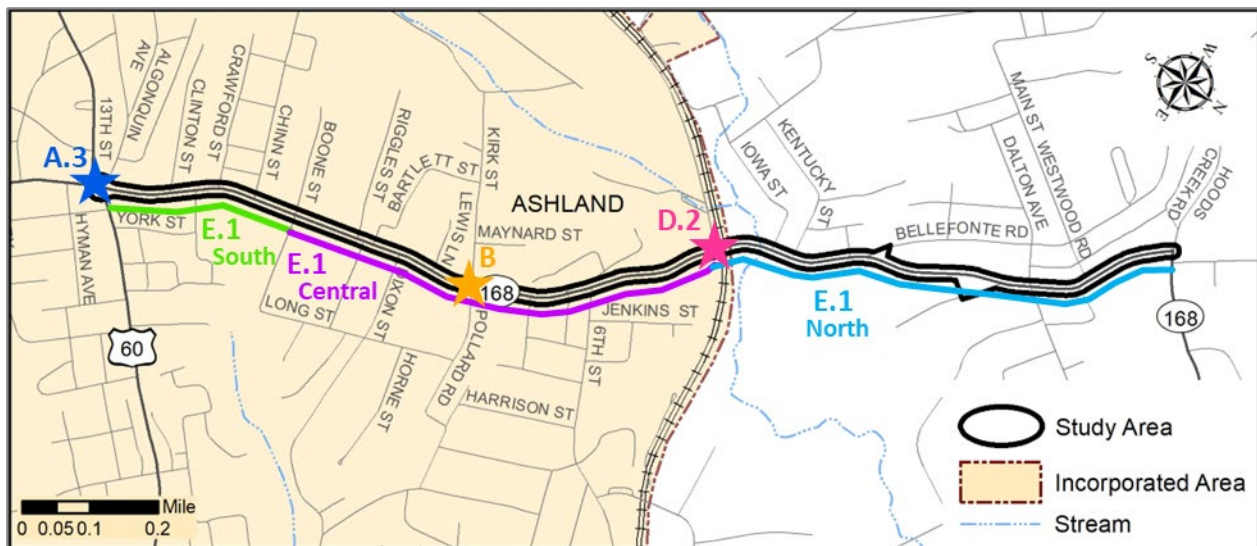 13TH ST
ALGONQUIN
AVE
CLINTON ST
CRAWFORD ST
CHINN ST
BOONE ST
RIGGLES ST
BARTLETT ST
KIRK ST
LEWIS LN
ASHLAND
MAYNARD ST
A.3
HYMAN AVE
YORK ST
E.1
South
E.1
Central
B
168
D.2
IOWA ST
KENTUCKY
ST
BELLEFONTE RD
MAIN ST
WESTWOOD RD
DALTON AVE
HOODS
CREEK RD
S
W
E
N
LONG ST
DIXON ST
HORNE ST
POLLARD RD
HARRISON ST
6TH ST
JENKINS ST
E.1
North
168
60
Study Area
Incorporated Area
Stream
Mile
0 0.05 0.1 0.2